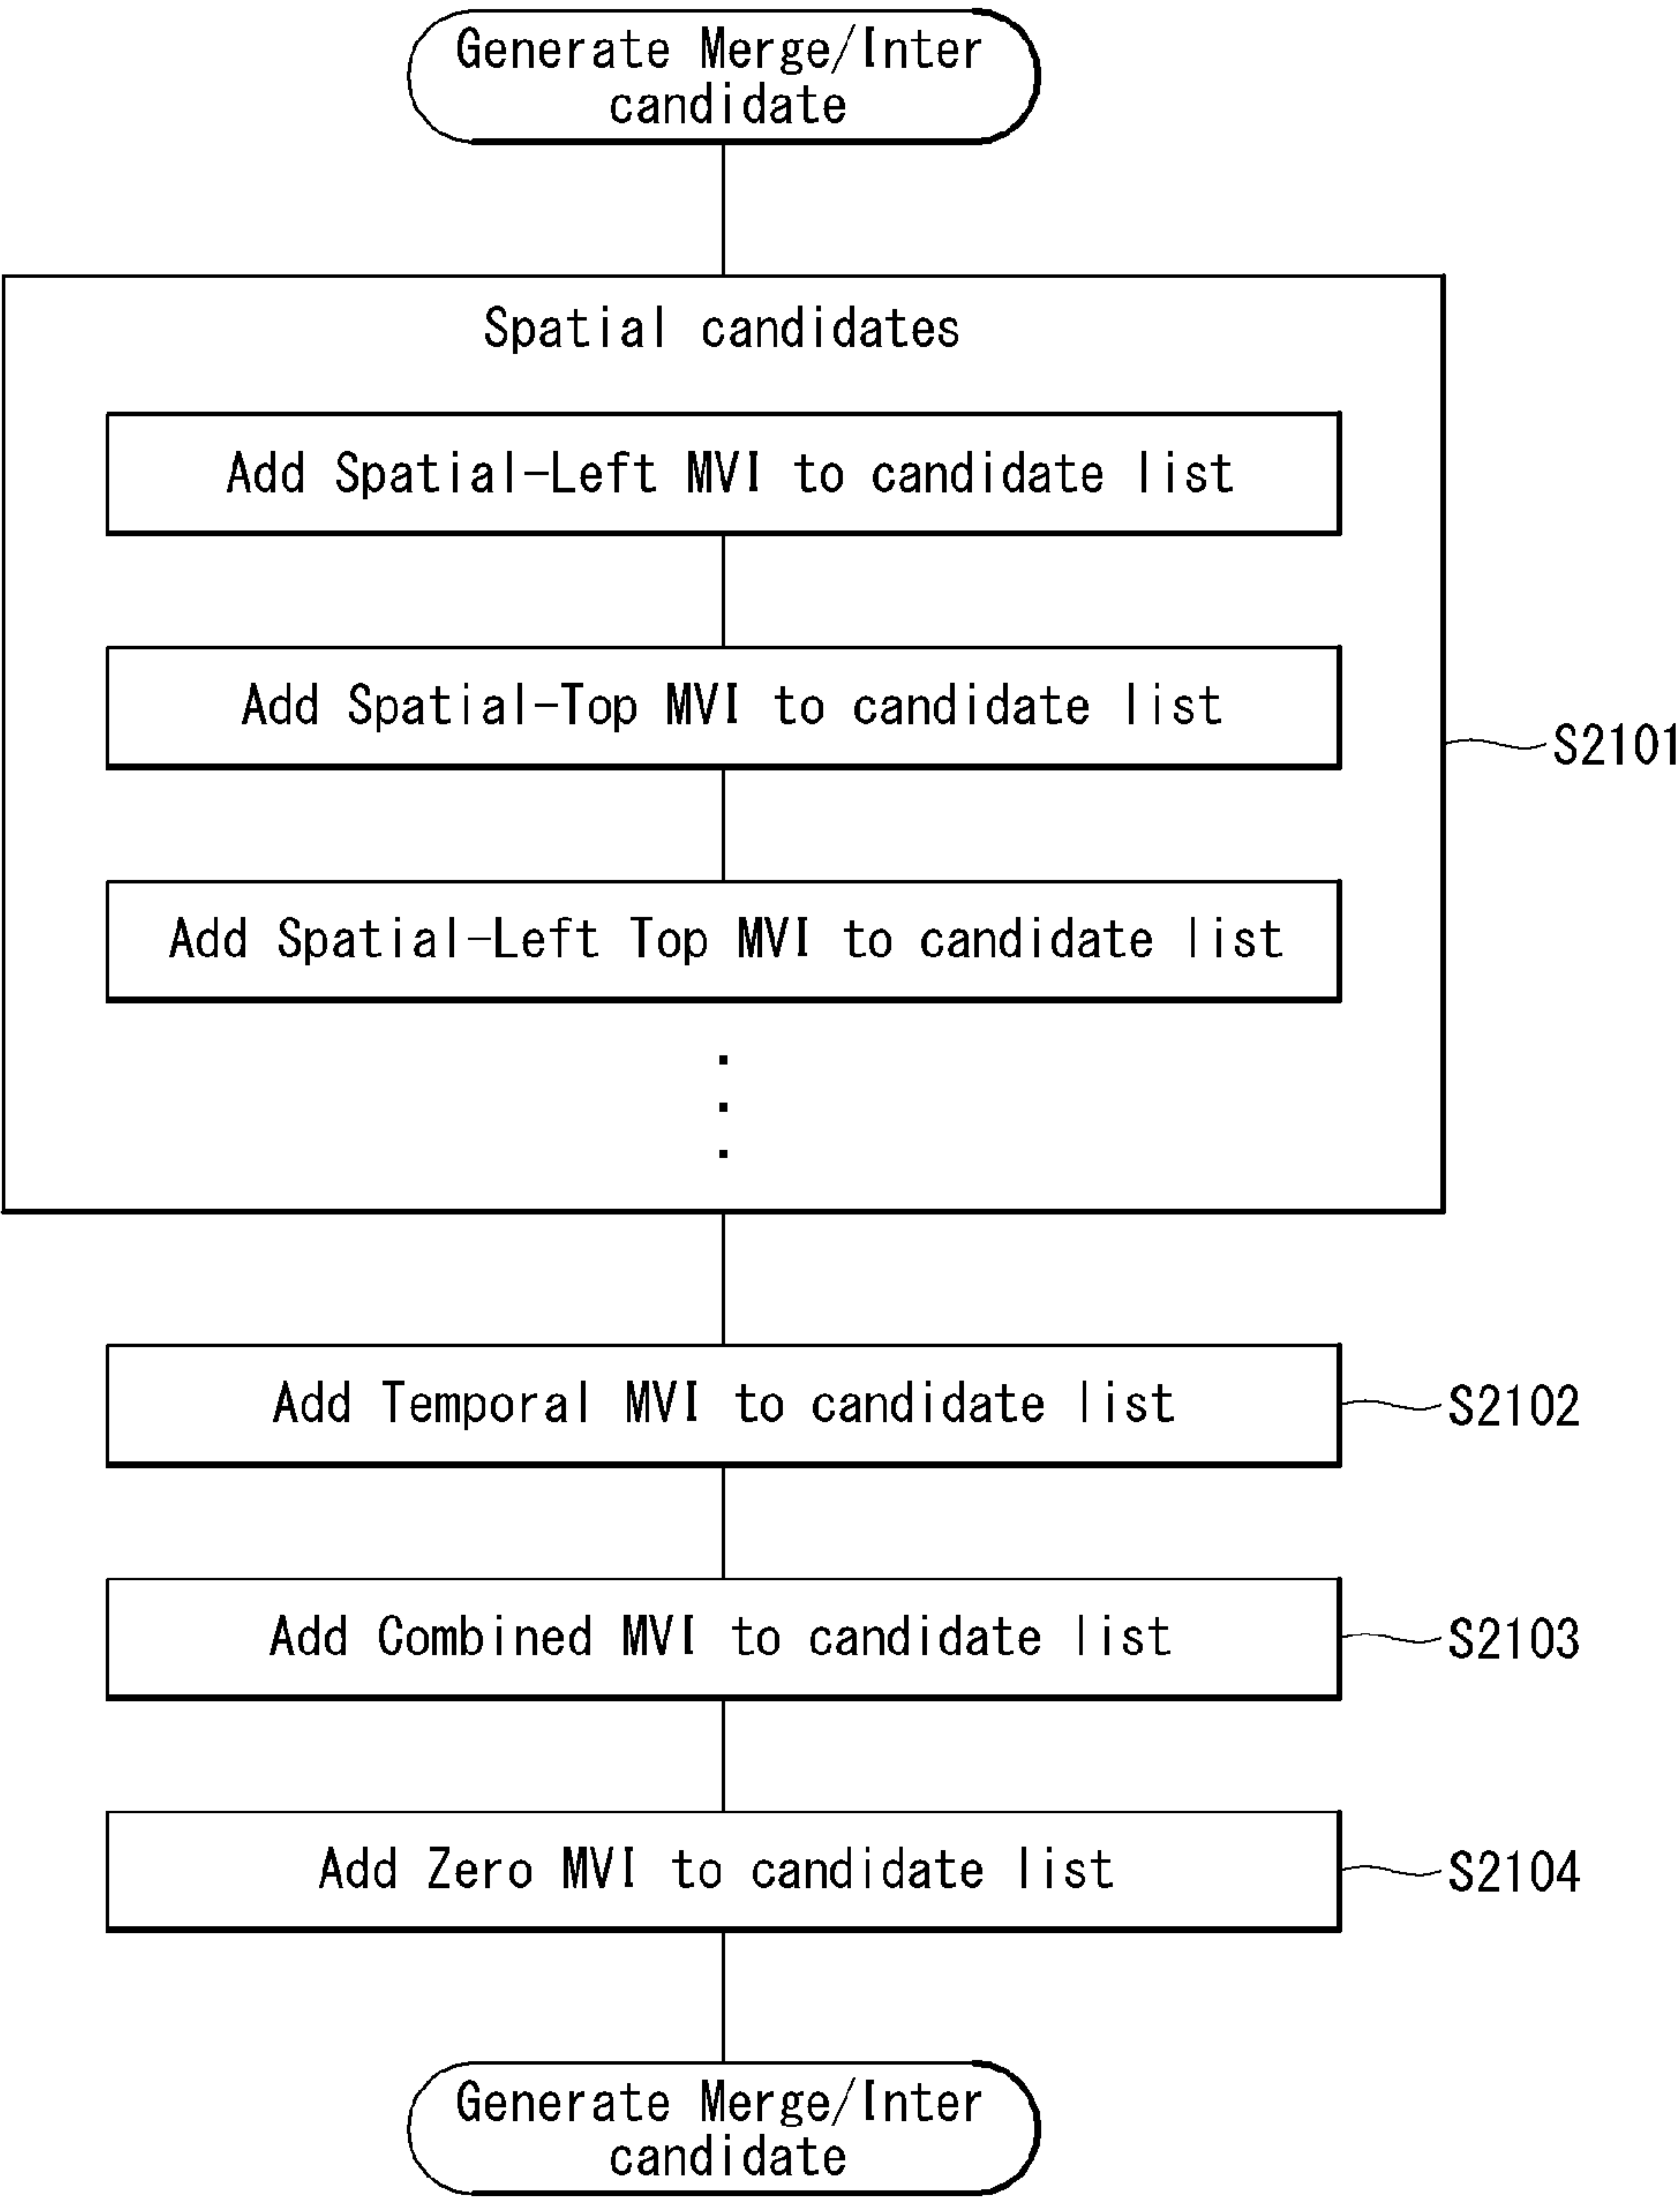 Generate Merge/Inter
candidate
Spatial candidates
Add Spatial-Left MVI to candidate list
Add Spatial-Top MVI to candidate list
S2101
Add Spatial-Left Top MVI to candidate list
Add Temporal MVI to candidate list
S2102
Add Combined MVI to candidate list
S2103
Add Zero MVI to candidate list
S2104
Generate Merge/Inter
candidate